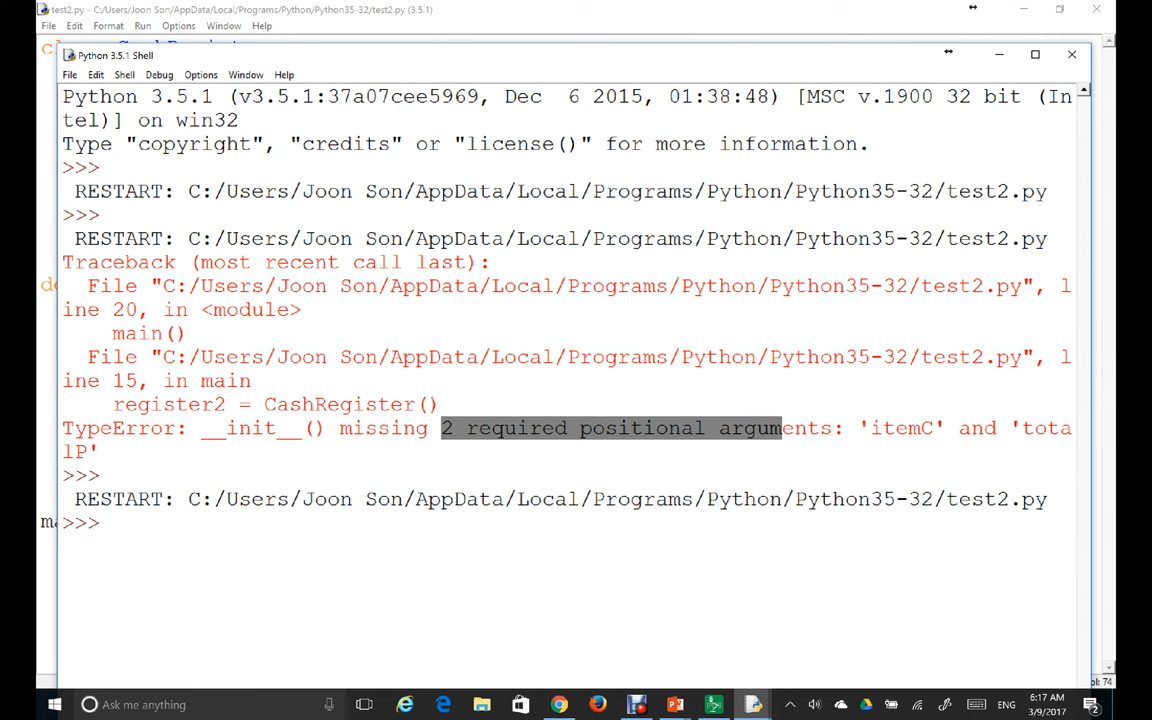 test2.py - C:/Users/Joon Son/AppData/Local/Programs/Python/Python35-32/test2.py (3.5.1)
File Edit Format Run Options Window Help
Python 3.5.1 Shell
File Edit Shell Debug Options Window Help
Python 3.5.1 (v3.5.1:37a07cee5969, Dec  6 2015, 01:38:48) [MSC v.1900 32 bit (In
tel)] on win32
Type "copyright", "credits" or "license()" for more information.
>>>
 RESTART: C:/Users/Joon Son/AppData/Local/Programs/Python/Python35-32/test2.py
>>>
 RESTART: C:/Users/Joon Son/AppData/Local/Programs/Python/Python35-32/test2.py
Traceback (most recent call last):
  File "C:/Users/Joon Son/AppData/Local/Programs/Python/Python35-32/test2.py", l
ine 20, in <module>
    main()
  File "C:/Users/Joon Son/AppData/Local/Programs/Python/Python35-32/test2.py", l
ine 15, in main
    register2 = CashRegister()
TypeError: __init__() missing 2 required positional arguments: 'itemC' and 'tota
lP'
>>>
 RESTART: C:/Users/Joon Son/AppData/Local/Programs/Python/Python35-32/test2.py
>>>
Ask me anything
ENG
6:17 AM
3/9/2017
2